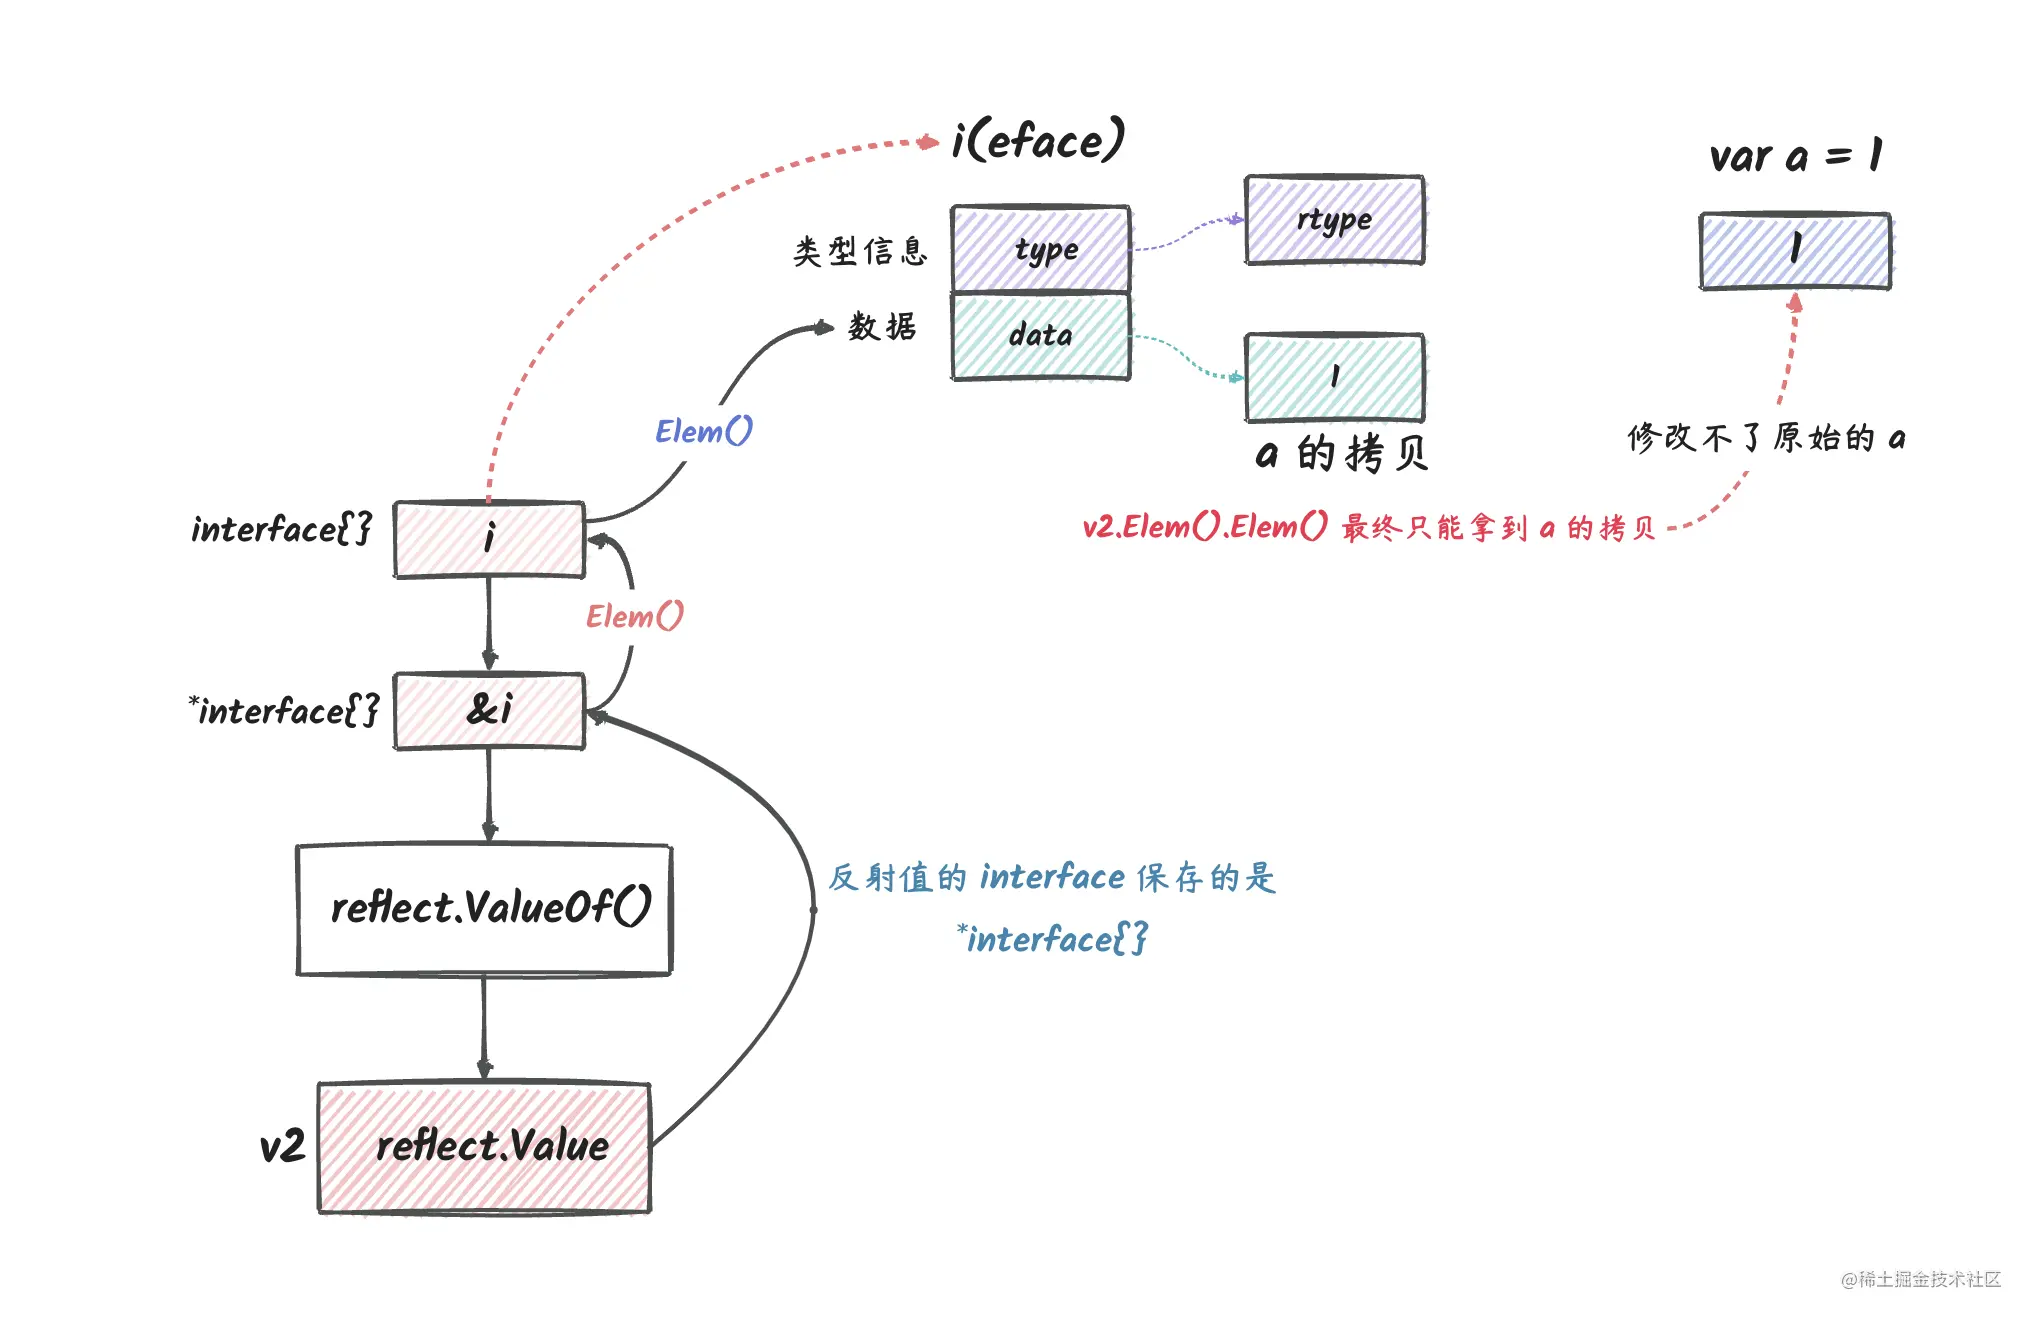 i(eface)
var a = 1
类型信息
type
rtype
1
数据
data
1
Elem()
a 的拷贝
修改不了原始的 a
interface{}
i
v2.Elem().Elem() 最终只能拿到 a 的拷贝
Elem()
*interface{}
&i
reflect.ValueOf()
反射值的 interface 保存的是
*interface{}
v2
reflect.Value
@稀土掘金技术社区